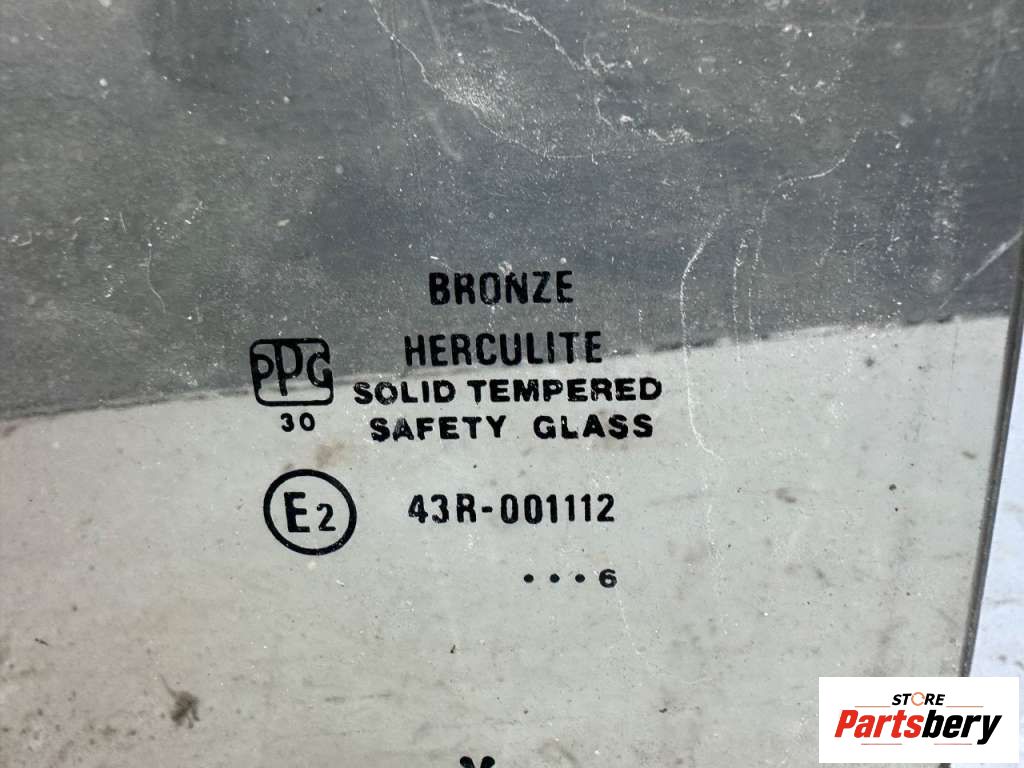 BRONZE
HERCULITE
PPG
SOLID TEMPERED
30
SAFETY GLASS
E2
43R-001112
...6
STORE
Partsbery